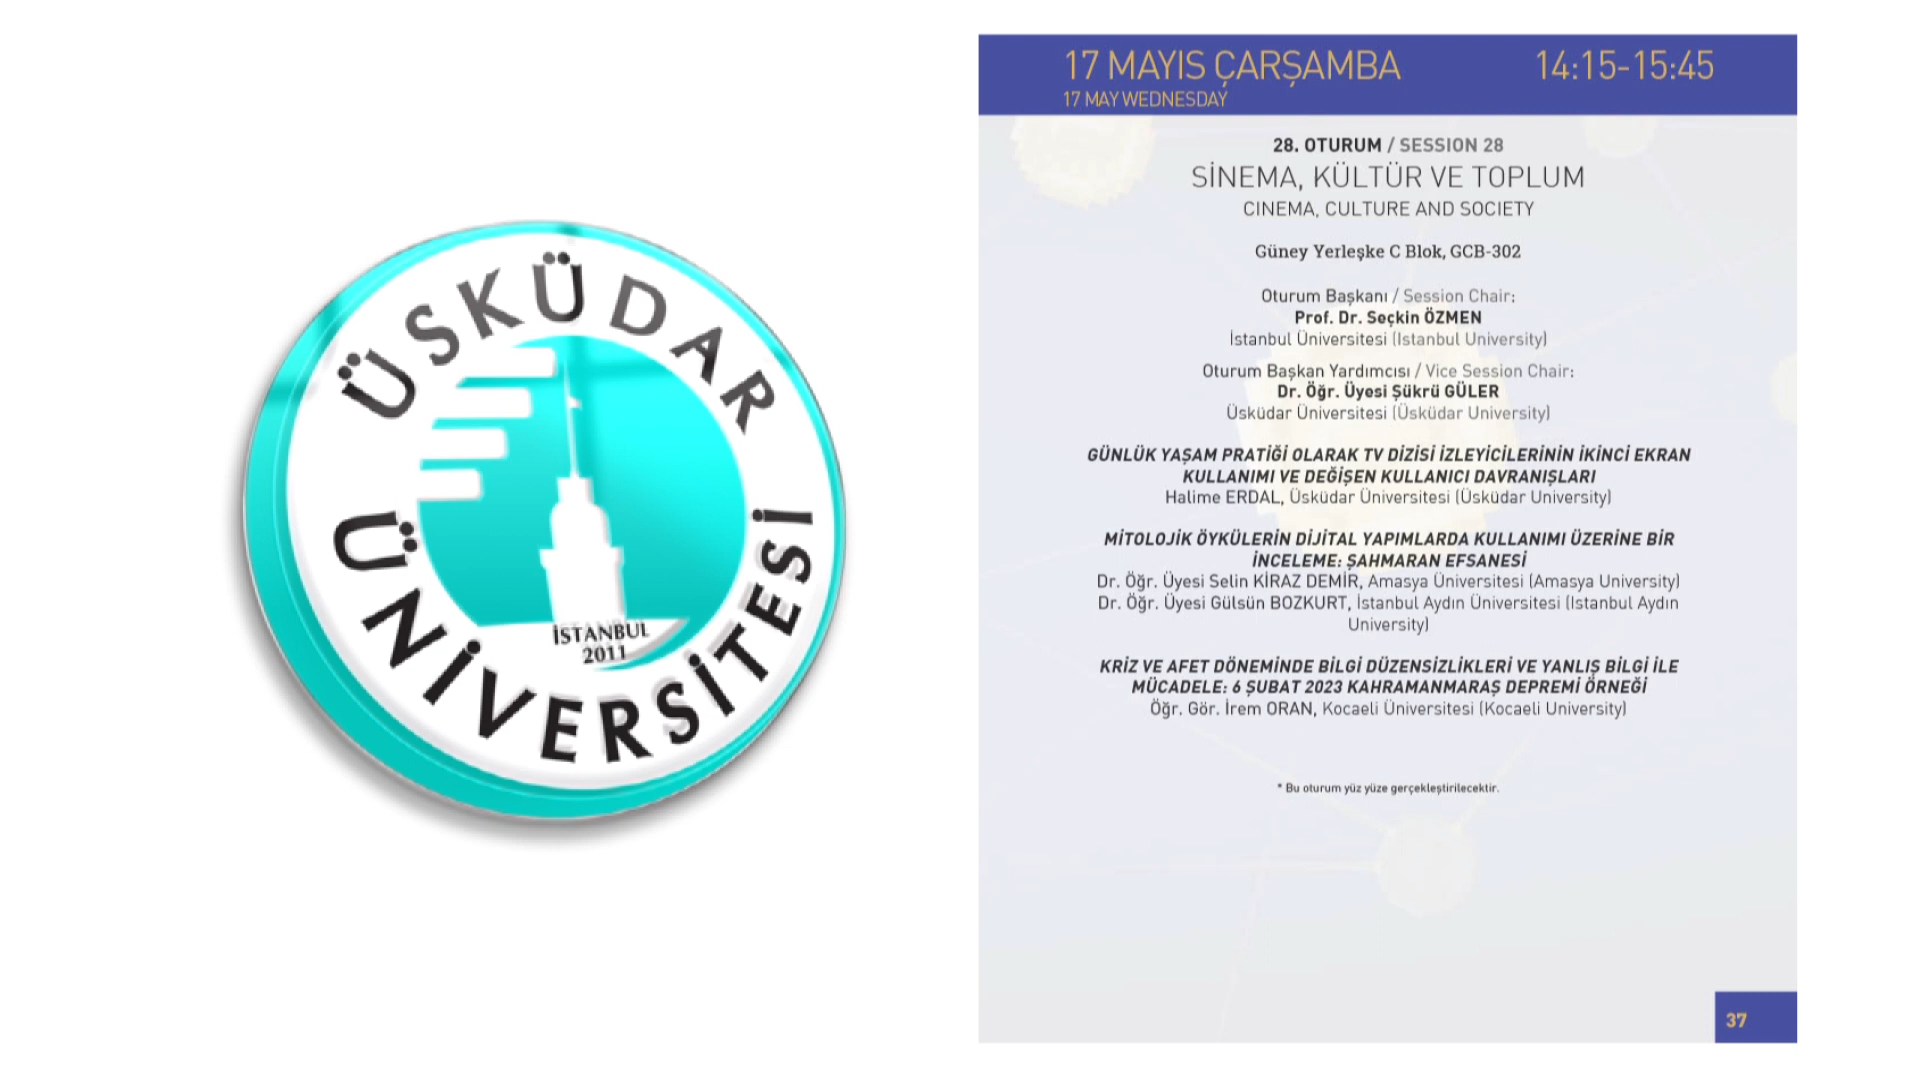 ÜSKÜDAR
ÜNİVERSİTESİ
İSTANBUL
2011
17 MAYIS ÇARŞAMBA 14:15-15:45
17 MAY WEDNESDAY
28. OTURUM / SESSION 28
SİNEMA, KÜLTÜR VE TOPLUM
CINEMA, CULTURE AND SOCIETY
Güney Yerleşke C Blok, GCB-302
Oturum Başkanı / Session Chair:
Prof. Dr. Seçkin ÖZMEN
İstanbul Üniversitesi (Istanbul University)
Oturum Başkan Yardımcısı / Vice Session Chair:
Dr. Öğr. Üyesi Şükrü GÜLER
Üsküdar Üniversitesi (Üsküdar University)
GÜNLÜK YAŞAM PRATİĞİ OLARAK TV DİZİSİ İZLEYİCİLERİNİN İKİNCİ EKRAN
KULLANIMI VE DEĞİŞEN KULLANICI DAVRANIŞLARI
Halime ERDAL, Üsküdar Üniversitesi (Üsküdar University)
MİTOLOJİK ÖYKÜLERİN DİJİTAL YAPIMLARDA KULLANIMI ÜZERİNE BİR
İNCELEME: ŞAHMARAN EFSANESİ
Dr. Öğr. Üyesi Selin KİRAZ DEMİR, Amasya Üniversitesi (Amasya University)
Dr. Öğr. Üyesi Gülsün BOZKURT, İstanbul Aydın Üniversitesi (Istanbul Aydın
University)
KRİZ VE AFET DÖNEMİNDE BİLGİ DÜZENSİZLİKLERİ VE YANLIŞ BİLGİ İLE
MÜCADELE: 6 ŞUBAT 2023 KAHRAMANMARAŞ DEPREMİ ÖRNEĞİ
Öğr. Gör. İrem ORAN, Kocaeli Üniversitesi (Kocaeli University)
* Bu oturum yüz yüze gerçekleştirilecektir.
37